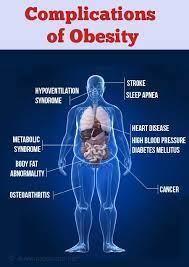 Complications
of Obesity
STROKE
HYPOVENTILATION
SYNDROME
SLEEP APNEA
HEART DISEASE
METABOLIC
SYNDROME
HIGH BLOOD PRESSURE
DIABETES MELLITUS
BODY FAT
ABNORMALITY
OSTEOARTHRITIS
CANCER